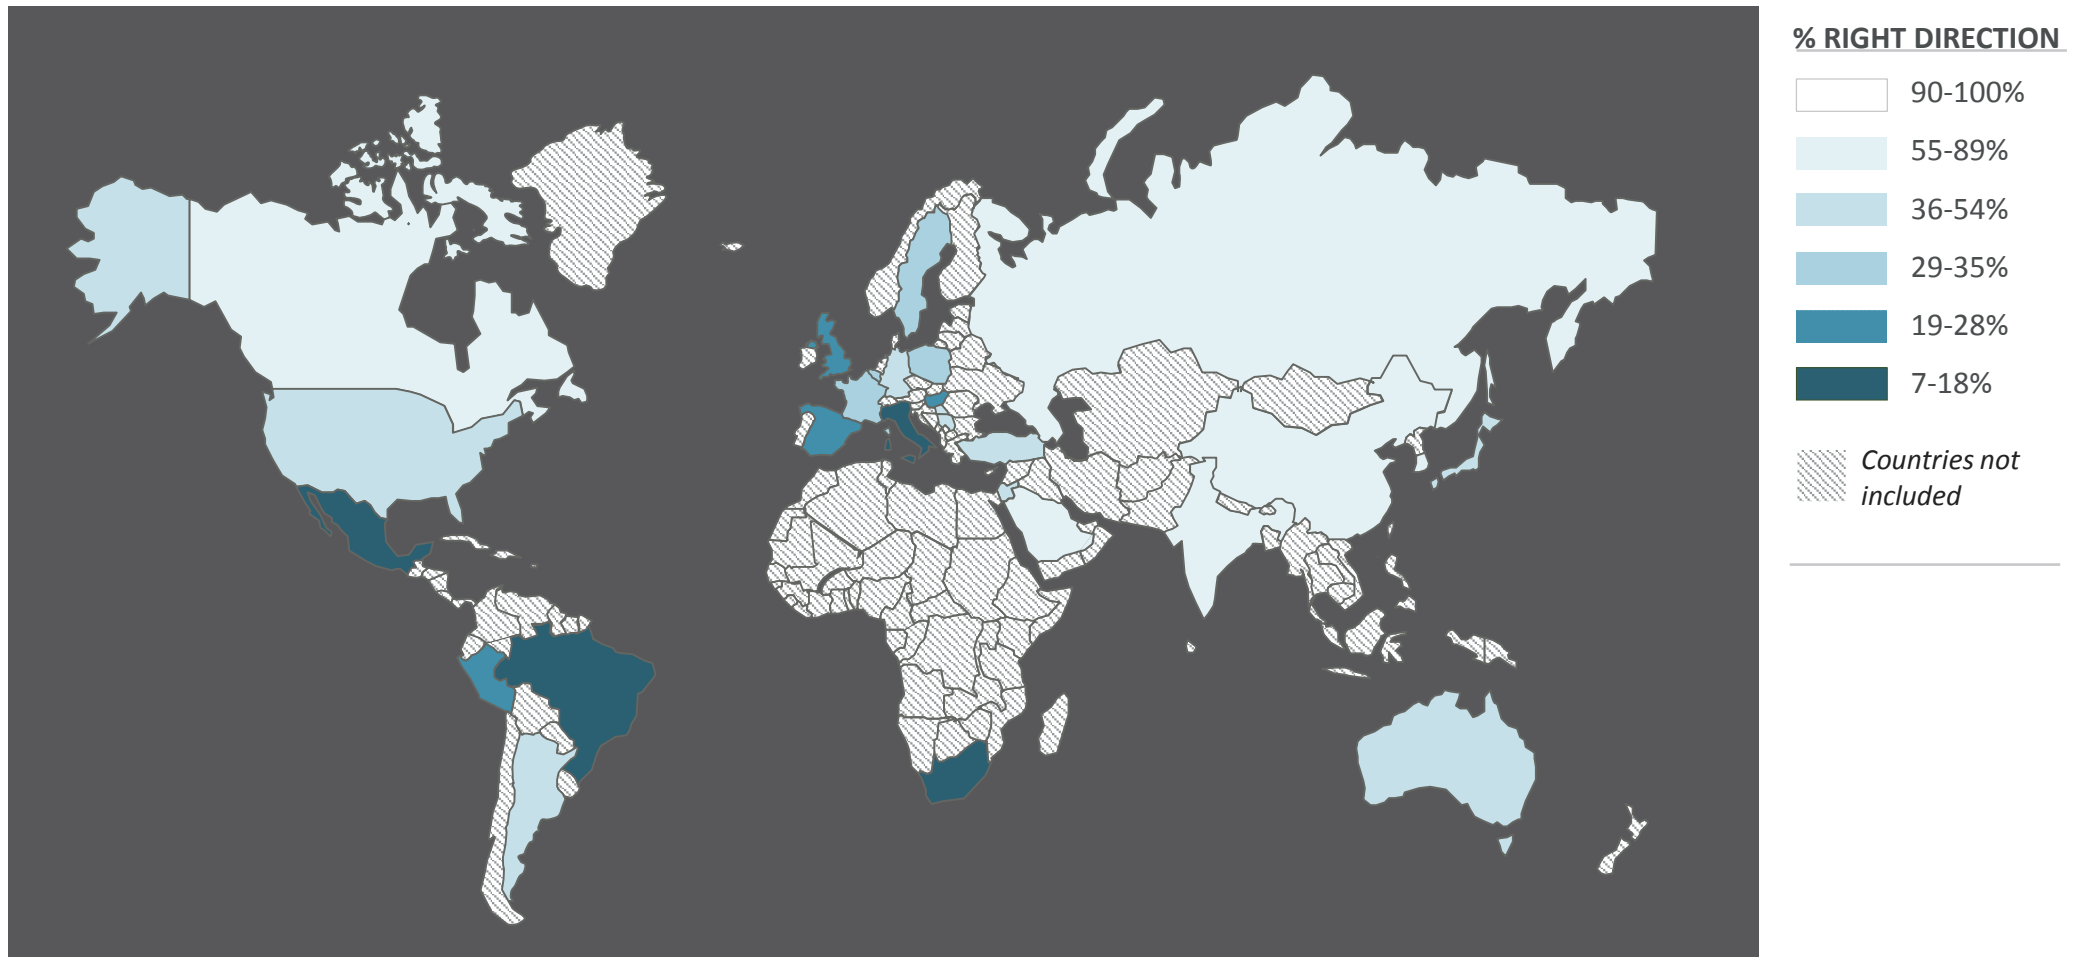 % RIGHT DIRECTION
90-100%
55-89%
36-54%
29-35%
19-28%
7-18%
Countries not
included